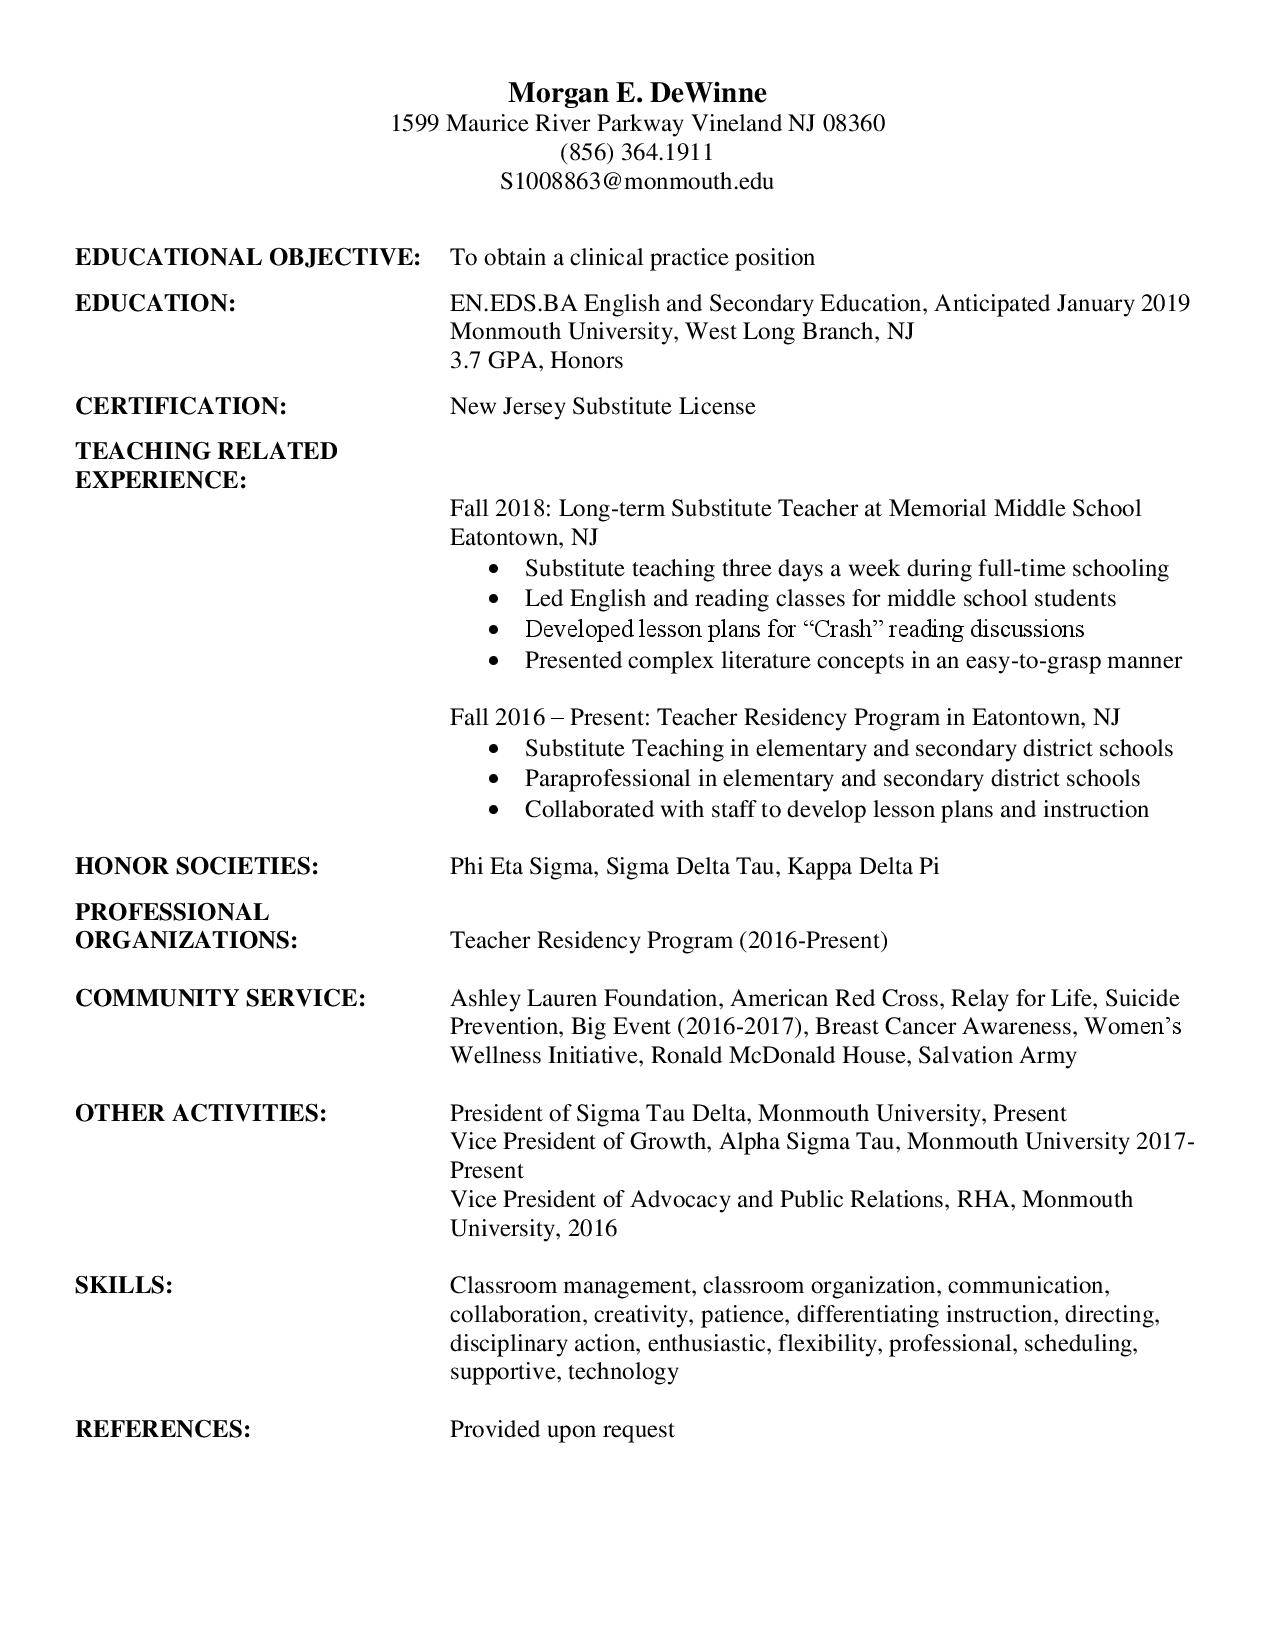 Morgan E. DeWinne
1599 Maurice River Parkway Vineland NJ 08360
(856) 364.1911
S1008863@monmouth.edu
EDUCATIONAL OBJECTIVE: To obtain a clinical practice position
EDUCATION: EN.EDS.BA English and Secondary Education, Anticipated January 2019
Monmouth University, West Long Branch, NJ
3.7 GPA, Honors
CERTIFICATION: New Jersey Substitute License
TEACHING RELATED
EXPERIENCE:
Fall 2018: Long-term Substitute Teacher at Memorial Middle School
Eatontown, NJ
• Substitute teaching three days a week during full-time schooling
• Led English and reading classes for middle school students
• Developed lesson plans for “Crash” reading discussions
• Presented complex literature concepts in an easy-to-grasp manner
Fall 2016 – Present: Teacher Residency Program in Eatontown, NJ
• Substitute Teaching in elementary and secondary district schools
• Paraprofessional in elementary and secondary district schools
• Collaborated with staff to develop lesson plans and instruction
HONOR SOCIETIES: Phi Eta Sigma, Sigma Delta Tau, Kappa Delta Pi
PROFESSIONAL
ORGANIZATIONS: Teacher Residency Program (2016-Present)
COMMUNITY SERVICE: Ashley Lauren Foundation, American Red Cross, Relay for Life, Suicide
Prevention, Big Event (2016-2017), Breast Cancer Awareness, Women’s
Wellness Initiative, Ronald McDonald House, Salvation Army
OTHER ACTIVITIES: President of Sigma Tau Delta, Monmouth University, Present
Vice President of Growth, Alpha Sigma Tau, Monmouth University 2017-
Present
Vice President of Advocacy and Public Relations, RHA, Monmouth
University, 2016
SKILLS: Classroom management, classroom organization, communication,
collaboration, creativity, patience, differentiating instruction, directing,
disciplinary action, enthusiastic, flexibility, professional, scheduling,
supportive, technology
REFERENCES: Provided upon request